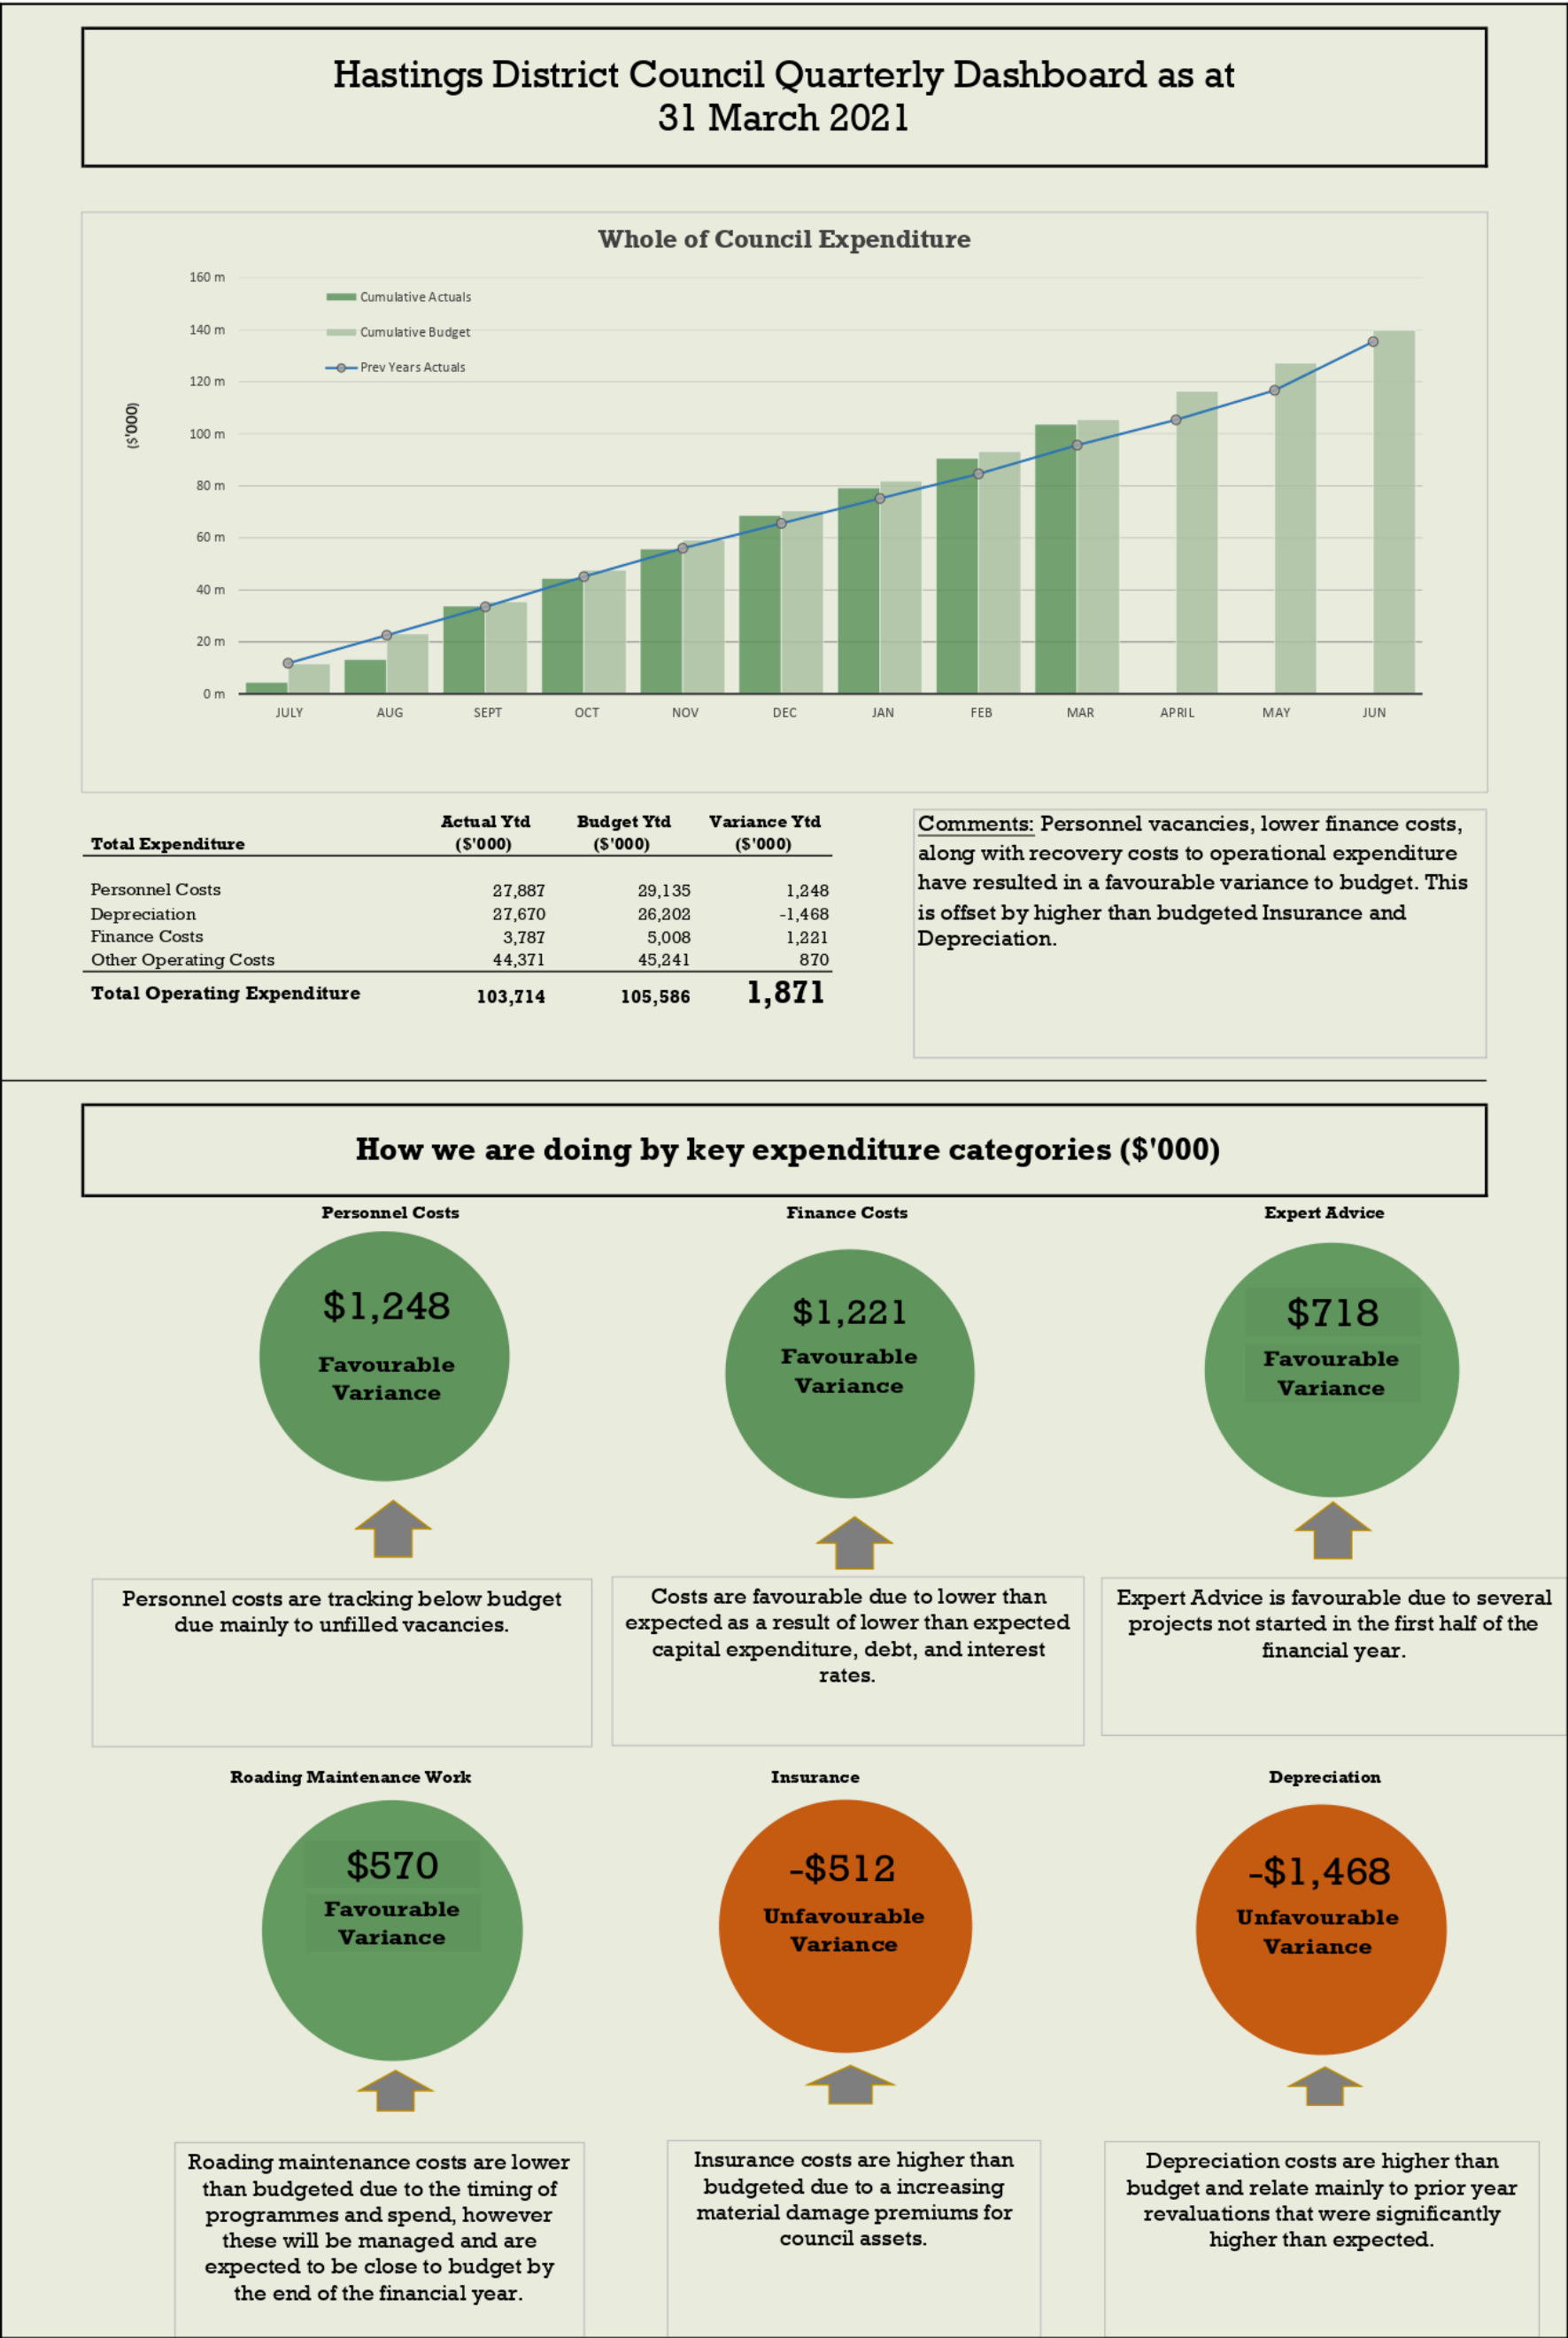 Hastings District Council Quarterly Dashboard as at
31 March 2021
Whole of Council Expenditure
160 m
140 m
120 m
100 m
80 m
60 m
40 m
20 m
0 m
($'000)
Cumulative Actuals
Cumulative Budget
Prev Years Actuals
JULY AUG SEPT OCT NOV DEC JAN FEB MAR APRIL MAY JUN
Actual Ytd Budget Ytd Variance Ytd
Total Expenditure ($'000) ($'000) ($'000)
Personnel Costs 27,887 29,135 1,248
Depreciation 27,670 26,202 -1,468
Finance Costs 3,787 5,008 1,221
Other Operating Costs 44,371 45,241 870
Total Operating Expenditure 103,714 105,586 1,871
Comments: Personnel vacancies, lower finance costs,
along with recovery costs to operational expenditure
have resulted in a favourable variance to budget. This
is offset by higher than budgeted Insurance and
Depreciation.
How we are doing by key expenditure categories ($'000)
Personnel Costs
$1,248
Favourable
Variance
Personnel costs are tracking below budget
due mainly to unfilled vacancies.
Finance Costs
$1,221
Favourable
Variance
Costs are favourable due to lower than
expected as a result of lower than expected
capital expenditure, debt, and interest
rates.
Expert Advice
$718
Favourable
Variance
Expert Advice is favourable due to several
projects not started in the first half of the
financial year.
Roading Maintenance Work
$570
Favourable
Variance
Roading maintenance costs are lower
than budgeted due to the timing of
programmes and spend, however
these will be managed and are
expected to be close to budget by
the end of the financial year.
Insurance
-$512
Unfavourable
Variance
Insurance costs are higher than
budgeted due to a increasing
material damage premiums for
council assets.
Depreciation
-$1,468
Unfavourable
Variance
Depreciation costs are higher than
budget and relate mainly to prior year
revaluations that were significantly
higher than expected.